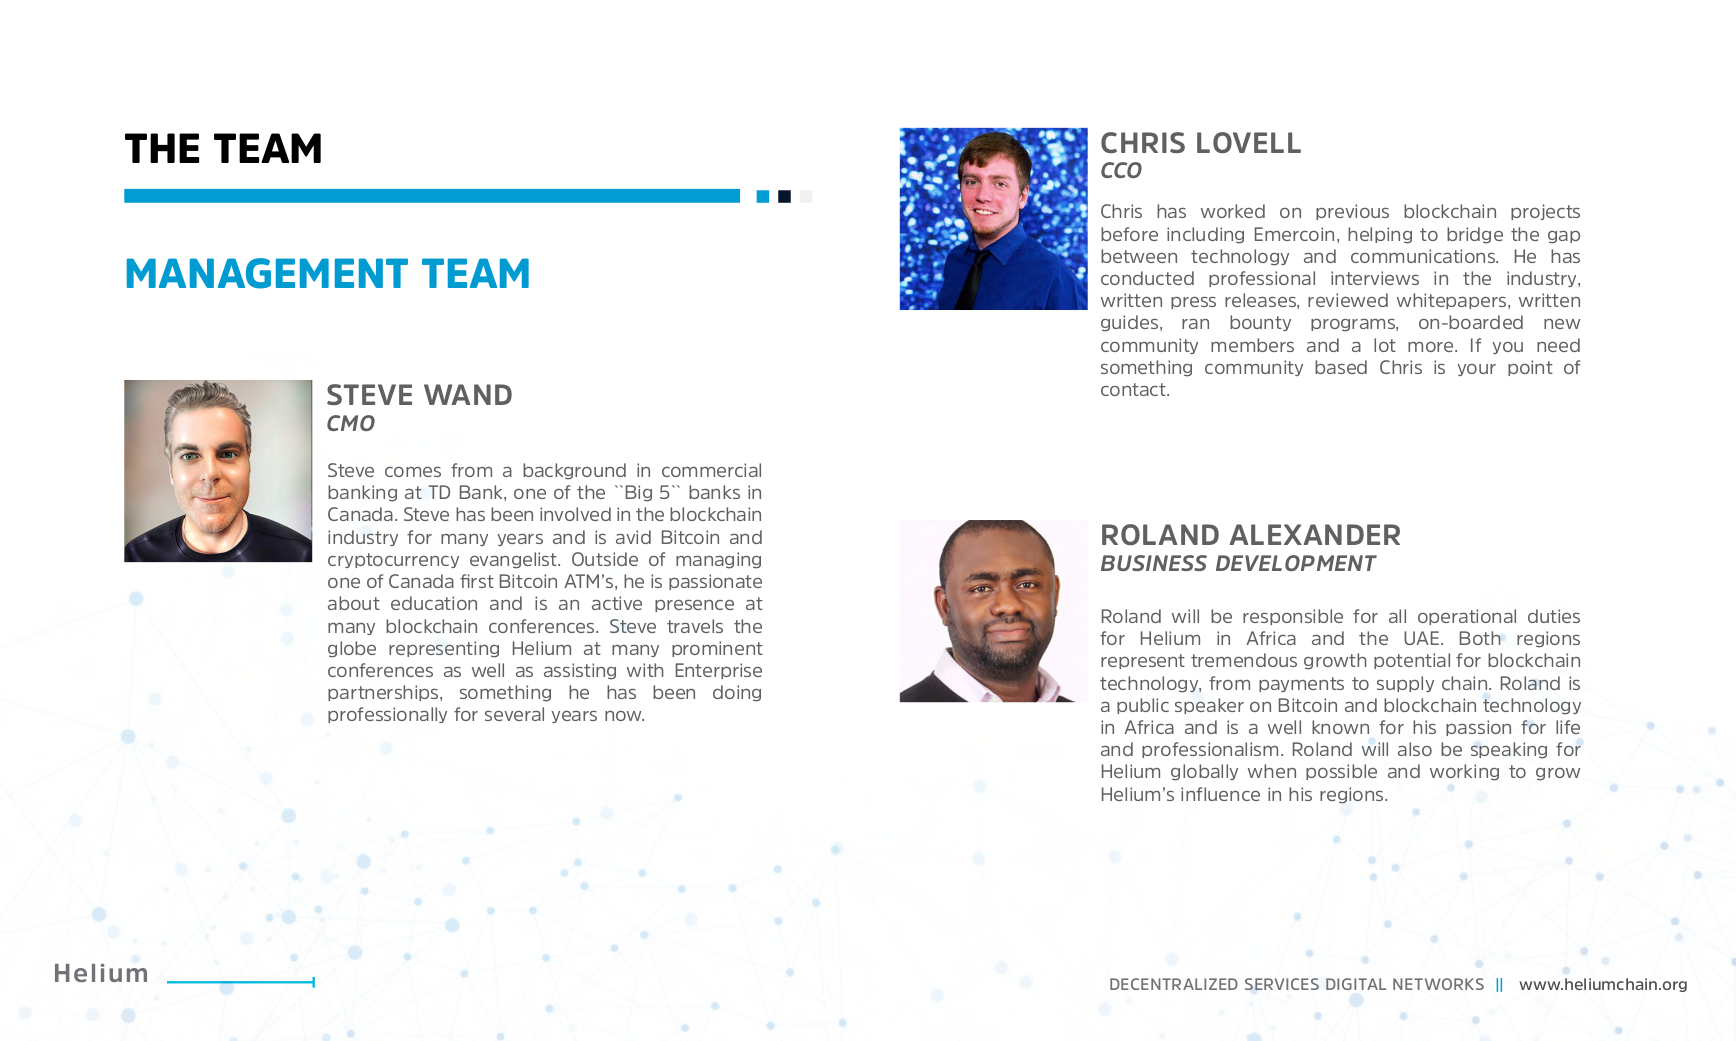 THE TEAM
MANAGEMENT TEAM
STEVE WAND
CMO
Steve comes from a background in commercial
banking at TD Bank, one of the ``Big 5`` banks in
Canada. Steve has been involved in the blockchain
industry for many years and is avid Bitcoin and
cryptocurrency evangelist. Outside of managing
one of Canada first Bitcoin ATM's, he is passionate
about education and is an active presence at
many blockchain conferences. Steve travels the
globe representing Helium at many prominent
conferences as well as assisting with Enterprise
partnerships, something he has been doing
professionally for several years now.
CHRIS LOVELL
CCO
Chris has worked on previous blockchain projects
before including Emercoin, helping to bridge the gap
between technology and communications. He has
conducted professional interviews in the industry,
written press releases, reviewed whitepapers, written
guides, ran bounty programs, on-boarded new
community members and a lot more. If you need
something community based Chris is your point of
contact.
ROLAND ALEXANDER
BUSINESS DEVELOPMENT
Roland will be responsible for all operational duties
for Helium in Africa and the UAE. Both regions
represent tremendous growth potential for blockchain
technology, from payments to supply chain. Roland is
a public speaker on Bitcoin and blockchain technology
in Africa and is a well known for his passion for life
and professionalism. Roland will also be speaking for
Helium globally when possible and working to grow
Helium's influence in his regions.
Helium
DECENTRALIZED SERVICES DIGITAL NETWORKS || www.heliumchain.org